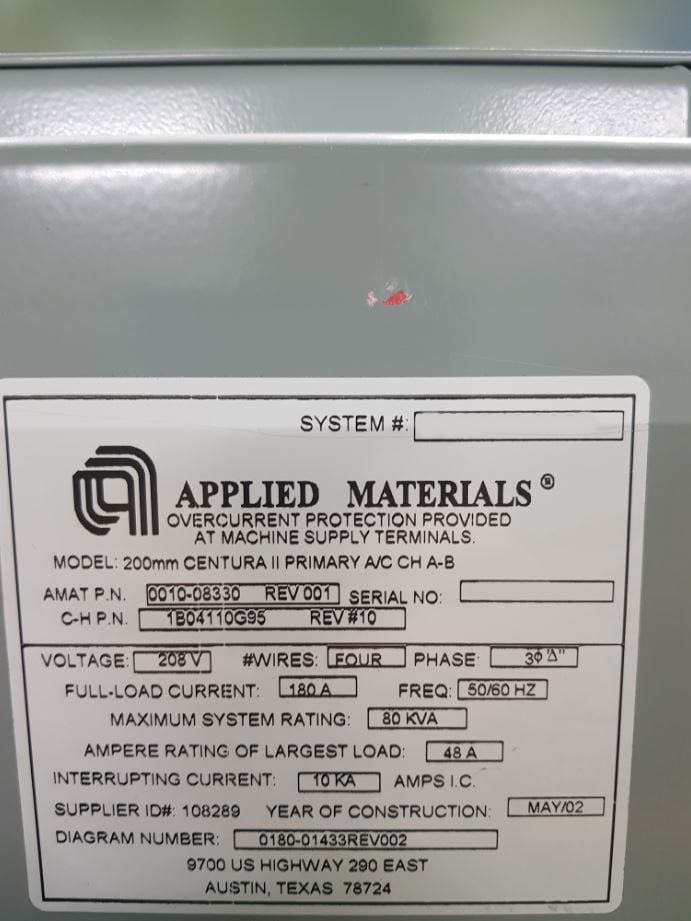 SYSTEM #:
APPLIED MATERIALS®
OVERCURRENT PROTECTION PROVIDED
AT MACHINE SUPPLY TERMINALS.
MODEL: 200mm CENTURA II PRIMARY A/C CH A-B
AMAT P.N. 0010-08330 REV 001 SERIAL NO:
C-H P.N. 1B04110G95 REV#10
VOLTAGE: 208 V #WIRES: FOUR PHASE: 3Φ"Δ"
FULL-LOAD CURRENT: 180 A FREQ: 50/60 HZ
MAXIMUM SYSTEM RATING: 80 KVA
AMPERE RATING OF LARGEST LOAD: 48 A
INTERRUPTING CURRENT: 10 KA AMPS I.C.
SUPPLIER ID#: 108289 YEAR OF CONSTRUCTION: MAY/02
DIAGRAM NUMBER: 0180-01433REV002
9700 US HIGHWAY 290 EAST
AUSTIN, TEXAS 78724